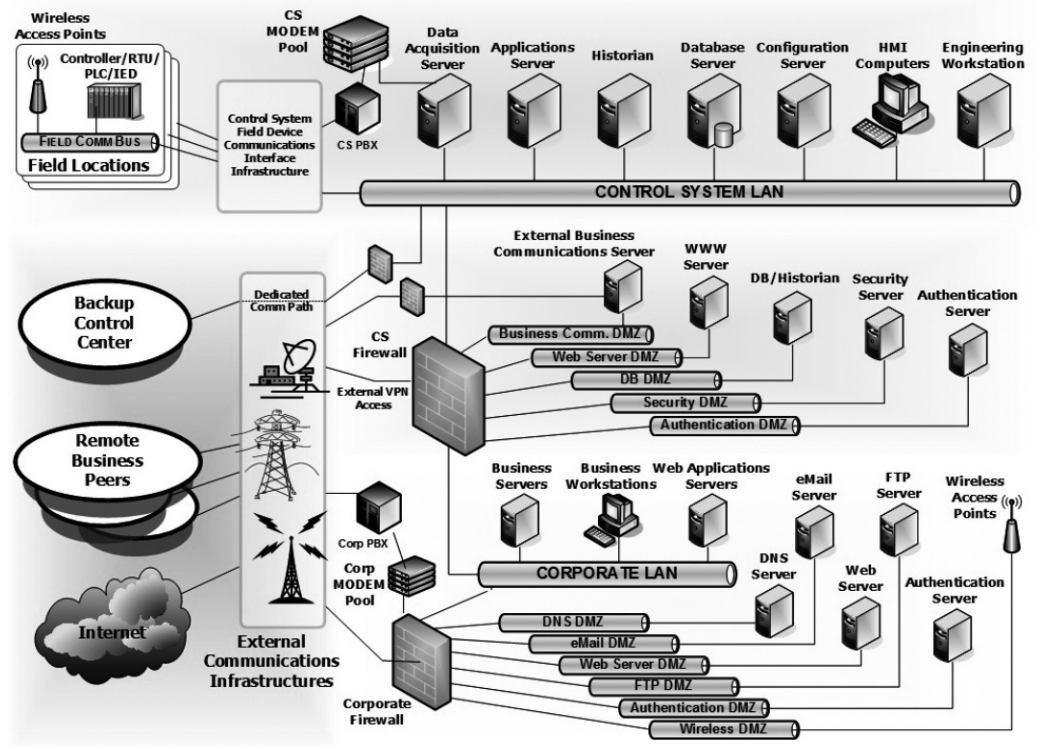 Wireless
Access Points
Controller/RTU/
PLC/IED
FIELD COMM BUS
Field Locations
Control System
Field Device
Communications
Interface
Infrastructure
CS
MODEM
Pool
CS PBX
Data
Acquisition
Server
Applications
Server
Historian
Database
Server
Configuration
Server
HMI
Computers
Engineering
Workstation
CONTROL SYSTEM LAN
Backup
Control
Center
Dedicated
Comm Path
CS
Firewall
External VPN
Access
External Business
Communications Server
WWW
Server
DB/Historian
Security
Server
Authentication
Server
Business Comm. DMZ
Web Server DMZ
DB DMZ
Security DMZ
Authentication DMZ
Remote
Business
Peers
Internet
External
Communications
Infrastructures
Corp PBX
Corp
MODEM
Pool
Corporate
Firewall
Business
Servers
Business
Workstations
Web Applications
Servers
CORPORATE LAN
eMail
Server
FTP
Server
Wireless
Access
Points
DNS
Server
Web
Server
Authentication
Server
DNS DMZ
eMail DMZ
Web Server DMZ
FTP DMZ
Authentication DMZ
Wireless DMZ